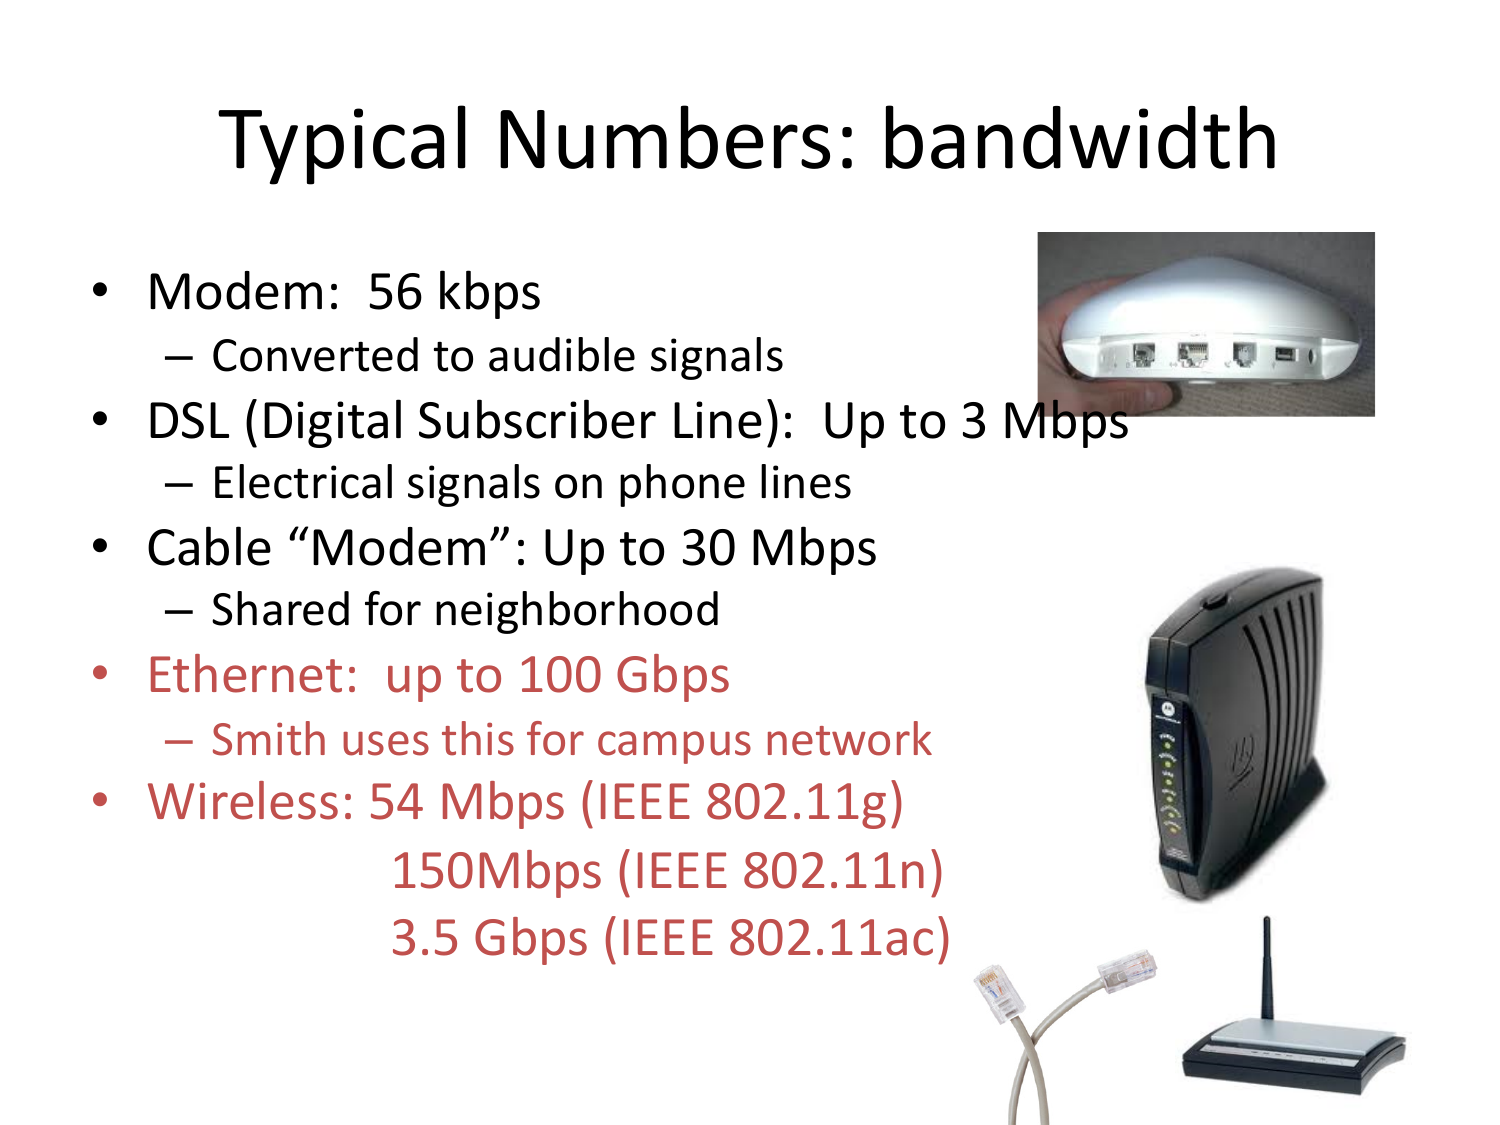 Typical Numbers: bandwidth
• Modem: 56 kbps
– Converted to audible signals
• DSL (Digital Subscriber Line): Up to 3 Mbps
– Electrical signals on phone lines
• Cable “Modem”: Up to 30 Mbps
– Shared for neighborhood
• Ethernet: up to 100 Gbps
– Smith uses this for campus network
• Wireless: 54 Mbps (IEEE 802.11g)
150Mbps (IEEE 802.11n)
3.5 Gbps (IEEE 802.11ac)